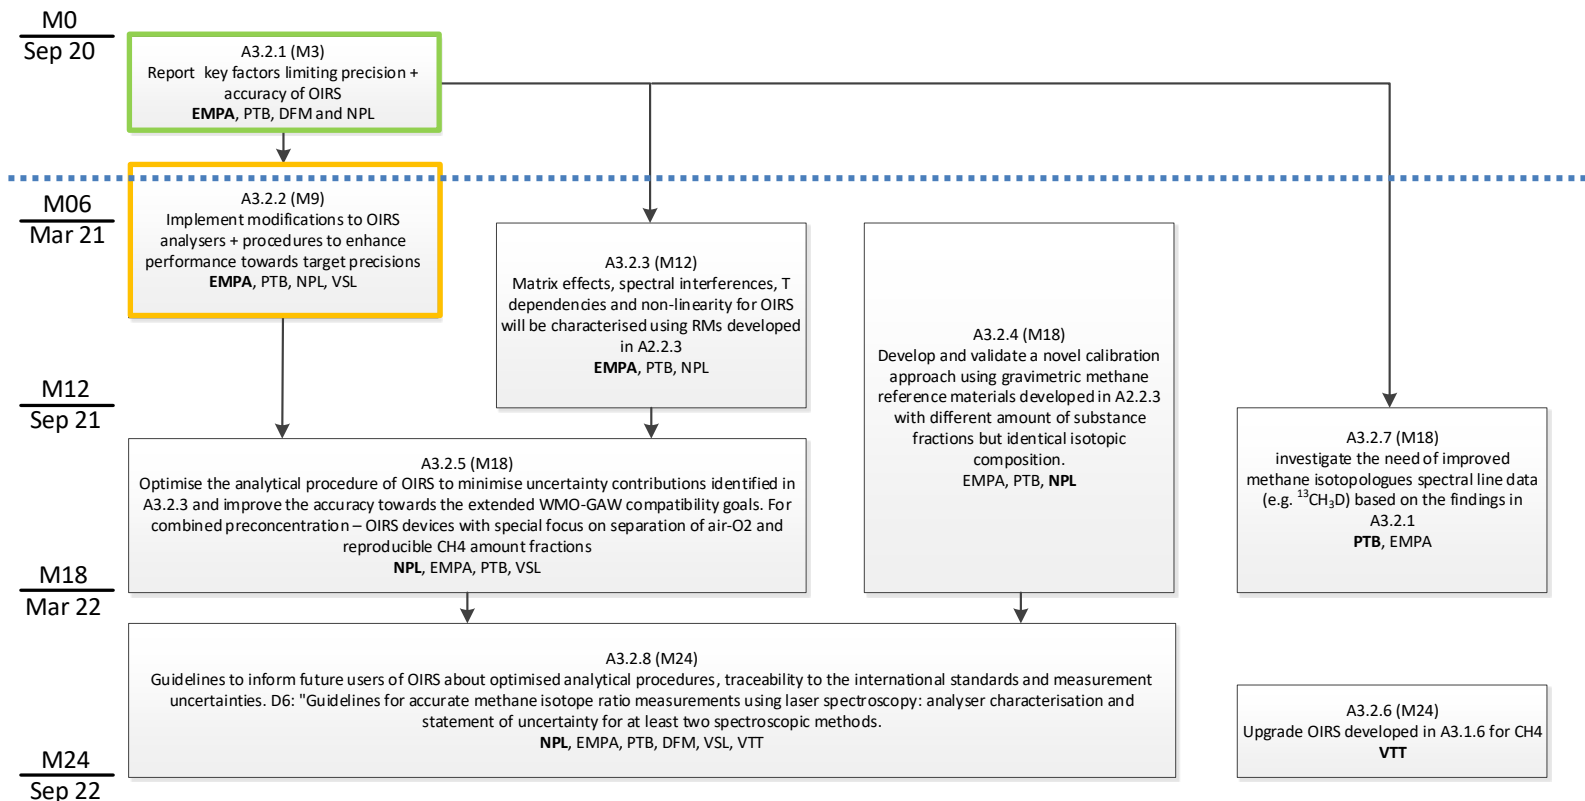 M0
Sep 20
A3.2.1 (M3)
Report key factors limiting precision +
accuracy of OIRS
EMPA, PTB, DFM and NPL
M06
Mar 21
A3.2.2 (M9)
Implement modifications to OIRS
analysers + procedures to enhance
performance towards target precisions
EMPA, PTB, NPL, VSL
A3.2.3 (M12)
Matrix effects, spectral interferences, T
dependencies and non-linearity for OIRS
will be characterised using RMs developed
in A2.2.3
EMPA, PTB, NPL
A3.2.4 (M18)
Develop and validate a novel calibration
approach using gravimetric methane
reference materials developed in A2.2.3
with different amount of substance
fractions but identical isotopic
composition.
EMPA, PTB, NPL
M12
Sep 21
A3.2.5 (M18)
Optimise the analytical procedure of OIRS to minimise uncertainty contributions identified in
A3.2.3 and improve the accuracy towards the extended WMO-GAW compatibility goals. For
combined preconcentration – OIRS devices with special focus on separation of air-O2 and
reproducible CH4 amount fractions
NPL, EMPA, PTB, VSL
A3.2.7 (M18)
investigate the need of improved
methane isotopologues spectral line data
(e.g. ¹³CH₃D) based on the findings in
A3.2.1
PTB, EMPA
M18
Mar 22
A3.2.8 (M24)
Guidelines to inform future users of OIRS about optimised analytical procedures, traceability to the international standards and measurement
uncertainties. D6: "Guidelines for accurate methane isotope ratio measurements using laser spectroscopy: analyser characterisation and
statement of uncertainty for at least two spectroscopic methods.
NPL, EMPA, PTB, DFM, VSL, VTT
A3.2.6 (M24)
Upgrade OIRS developed in A3.1.6 for CH4
VTT
M24
Sep 22